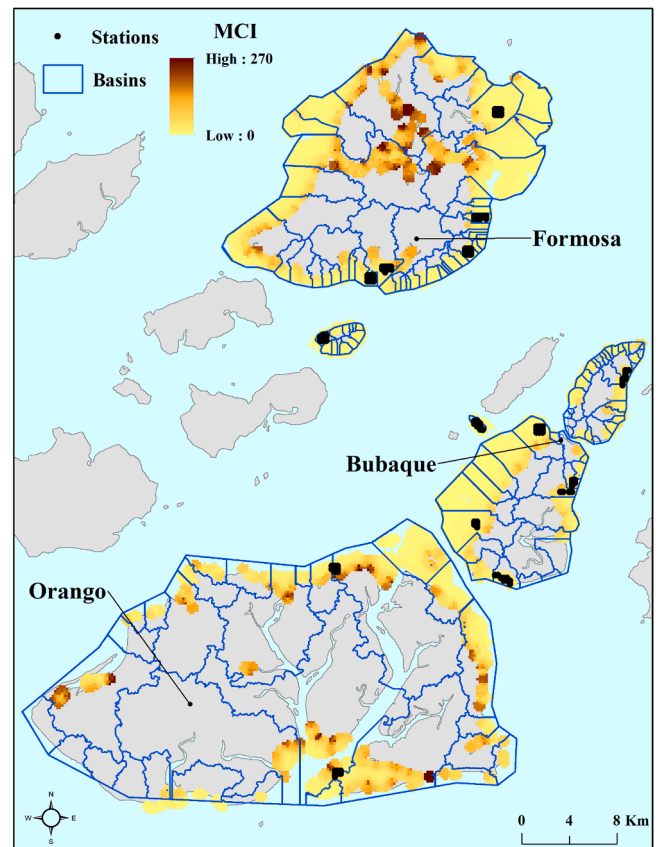 MCI
Stations
Basins
High : 270
Low : 0
Formosa
Bubaque
Orango
N
W E
S
0 4 8 Km